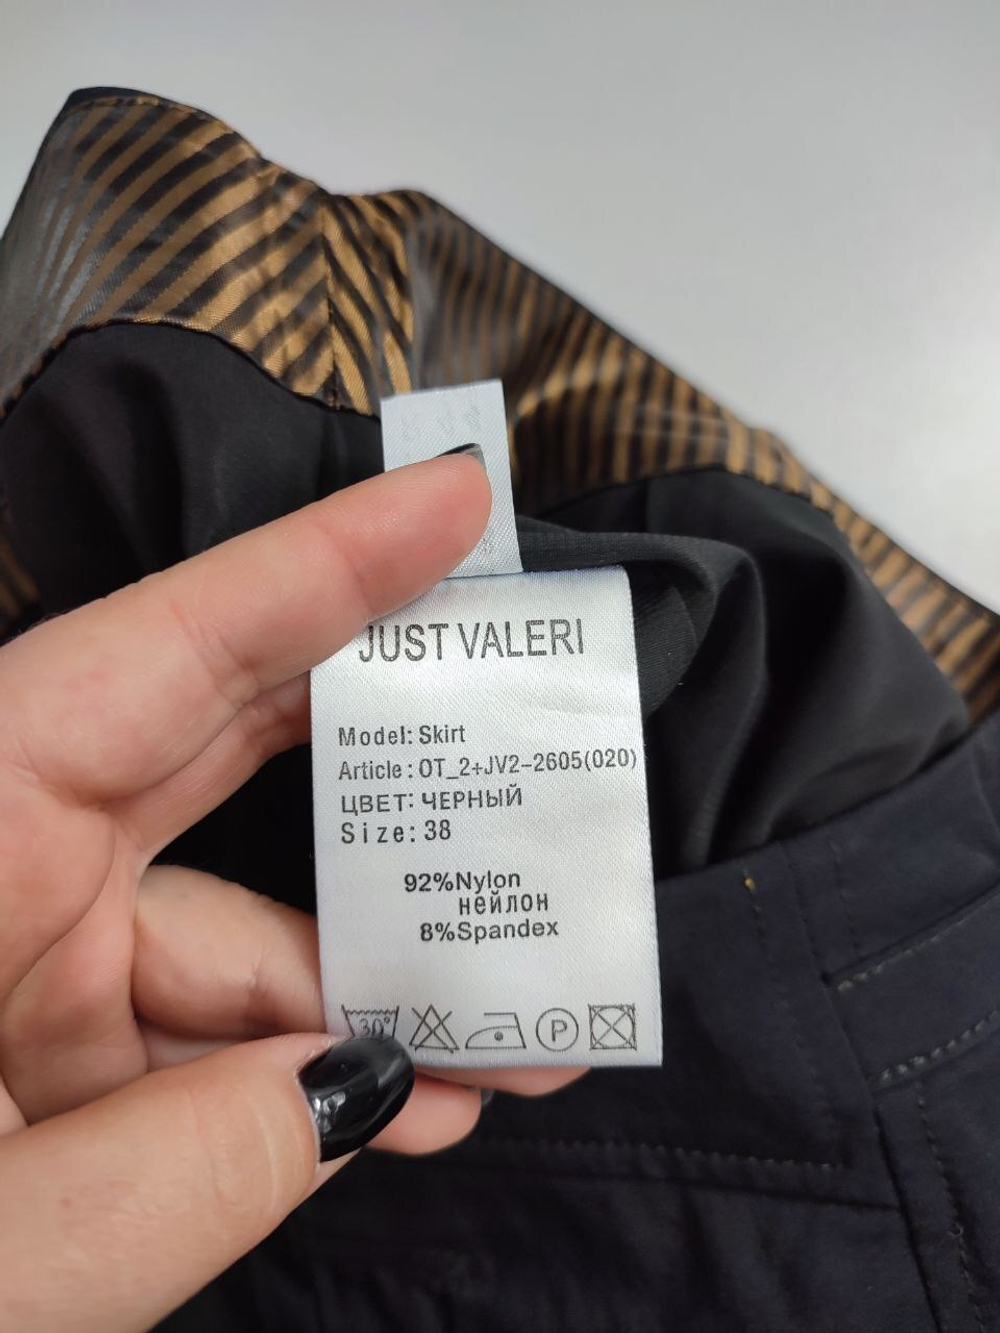 JUST VALERI
Model: Skirt
Article: OT_2+JV2-2605(020)
ЦВЕТ: ЧЕРНЫЙ
Size: 38
92%Nylon
нейлон
8%Spandex
30°
P